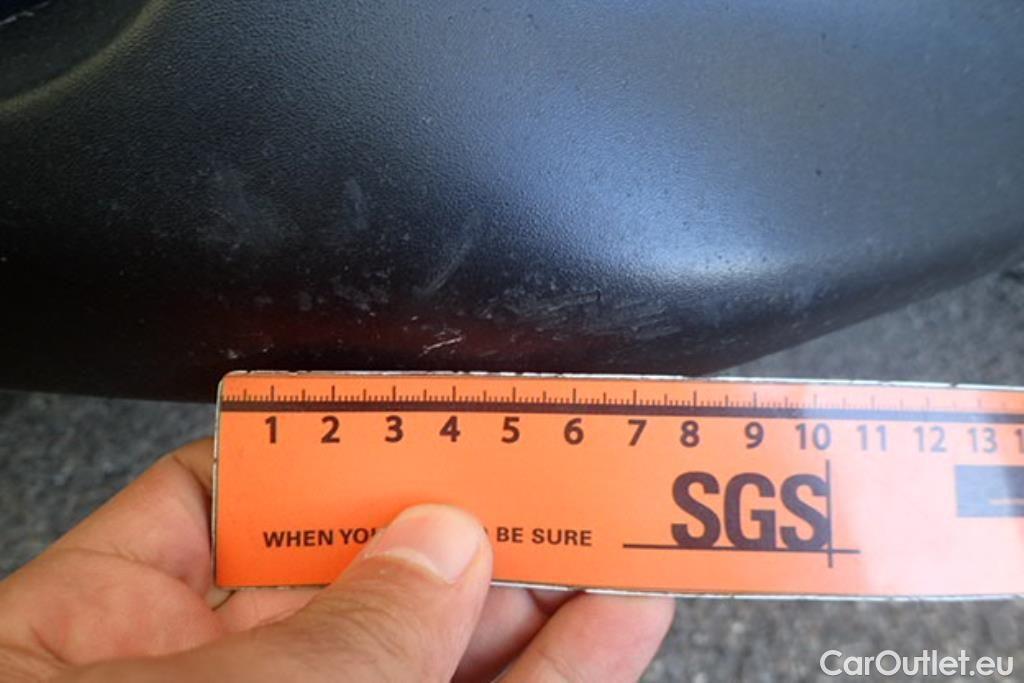 1 2 3 4 5 6 7 8 9 10 11 12 13
SGS
WHEN YOU BE SURE
CarOutlet.eu